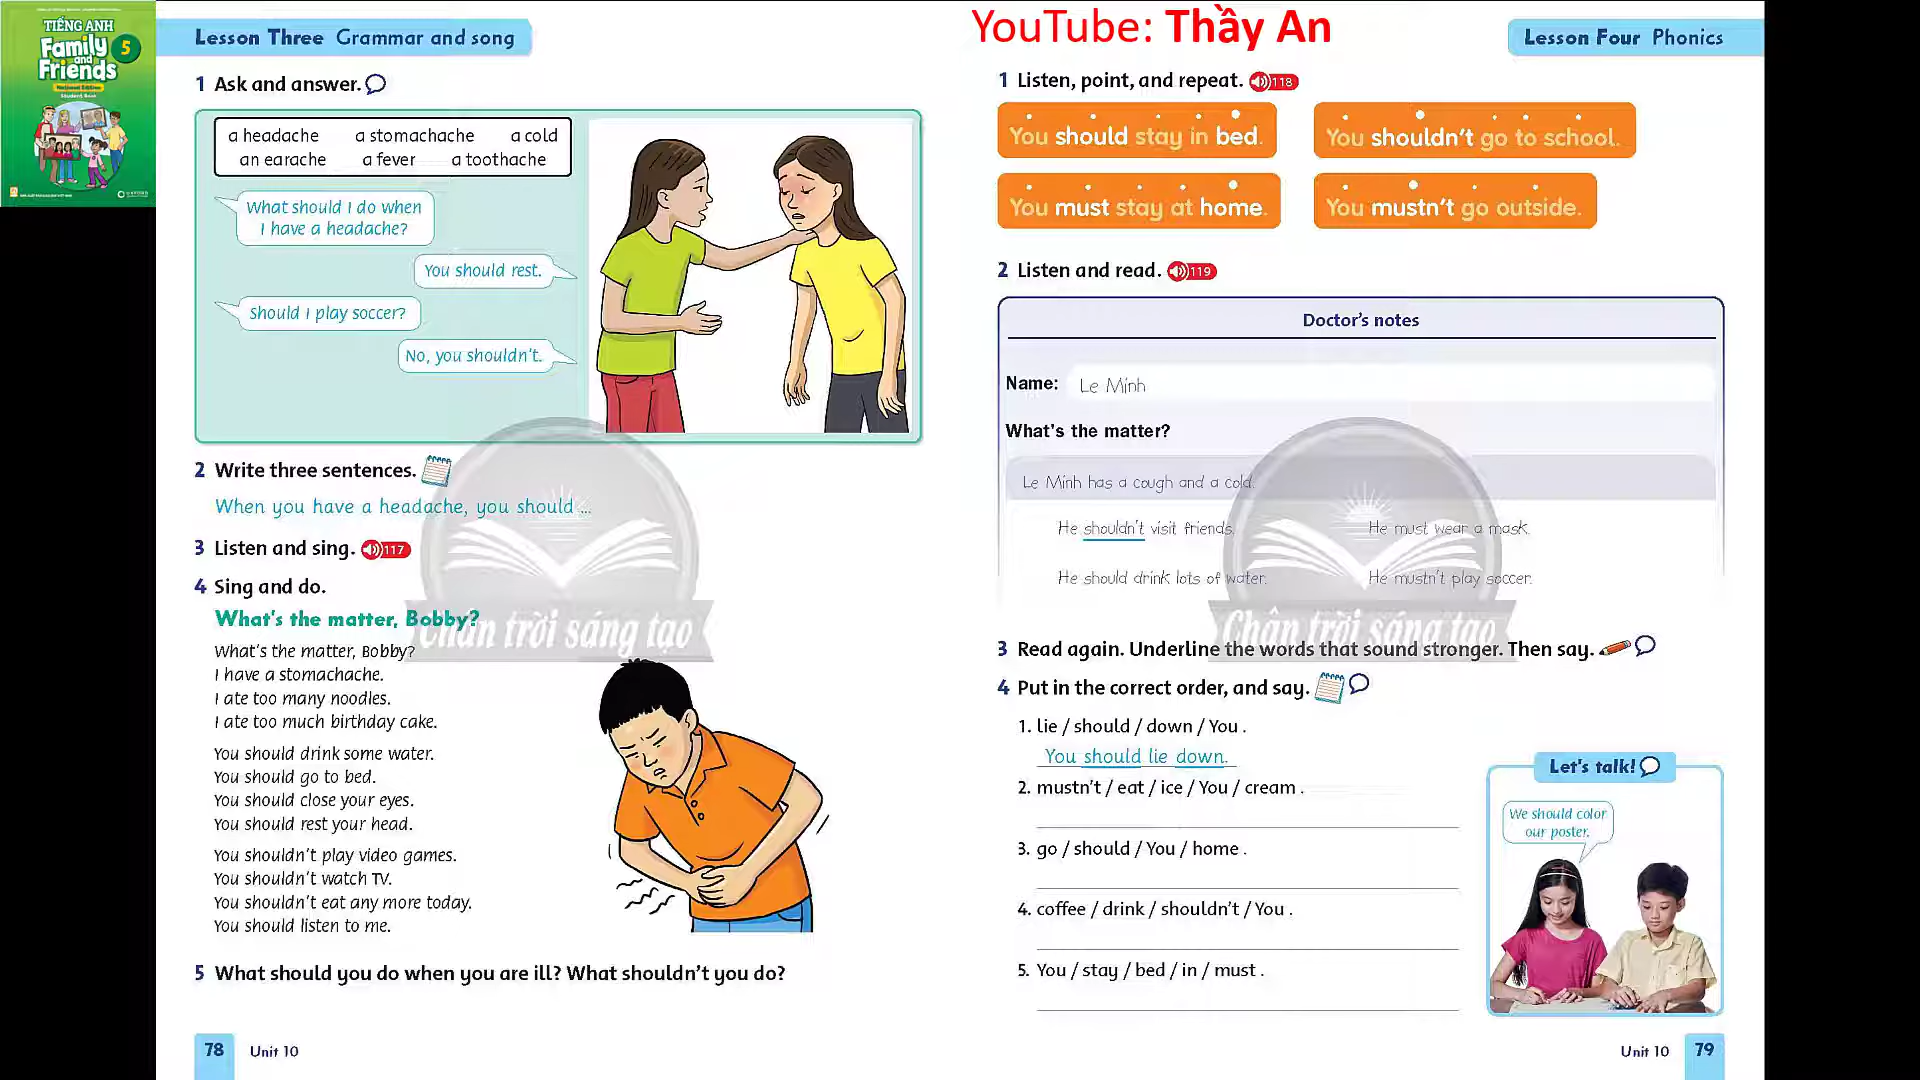 TIẾNG ANH
Family and Friends 5
National Edition
Student Book
YouTube: Thầy An
Lesson Three Grammar and song
1 Ask and answer.
a headache a stomachache a cold
an earache a fever a toothache
What should I do when
I have a headache?
You should rest.
Should I play soccer?
No, you shouldn't.
2 Write three sentences.
When you have a headache, you should ...
3 Listen and sing. 117
4 Sing and do.
What's the matter, Bobby?
What's the matter, Bobby?
I have a stomachache.
I ate too many noodles.
I ate too much birthday cake.
You should drink some water.
You should go to bed.
You should close your eyes.
You should rest your head.
You shouldn't play video games.
You shouldn't watch TV.
You shouldn't eat any more today.
You should listen to me.
5 What should you do when you are ill? What shouldn't you do?
78 Unit 10
Chân trời sáng tạo
Lesson Four Phonics
1 Listen, point, and repeat. 118
You should stay in bed.
You shouldn't go to school.
You must stay at home.
You mustn't go outside.
2 Listen and read. 119
Doctor's notes
Name: Le Minh
What's the matter?
Le Minh has a cough and a cold.
He shouldn't visit friends. He must wear a mask.
He should drink lots of water. He mustn't play soccer.
Chân trời sáng tạo
3 Read again. Underline the words that sound stronger. Then say.
4 Put in the correct order, and say.
1. lie / should / down / You .
You should lie down.
2. mustn't / eat / ice / You / cream .
3. go / should / You / home .
4. coffee / drink / shouldn't / You .
5. You / stay / bed / in / must .
Let's talk!
We should color
our poster.
Unit 10 79